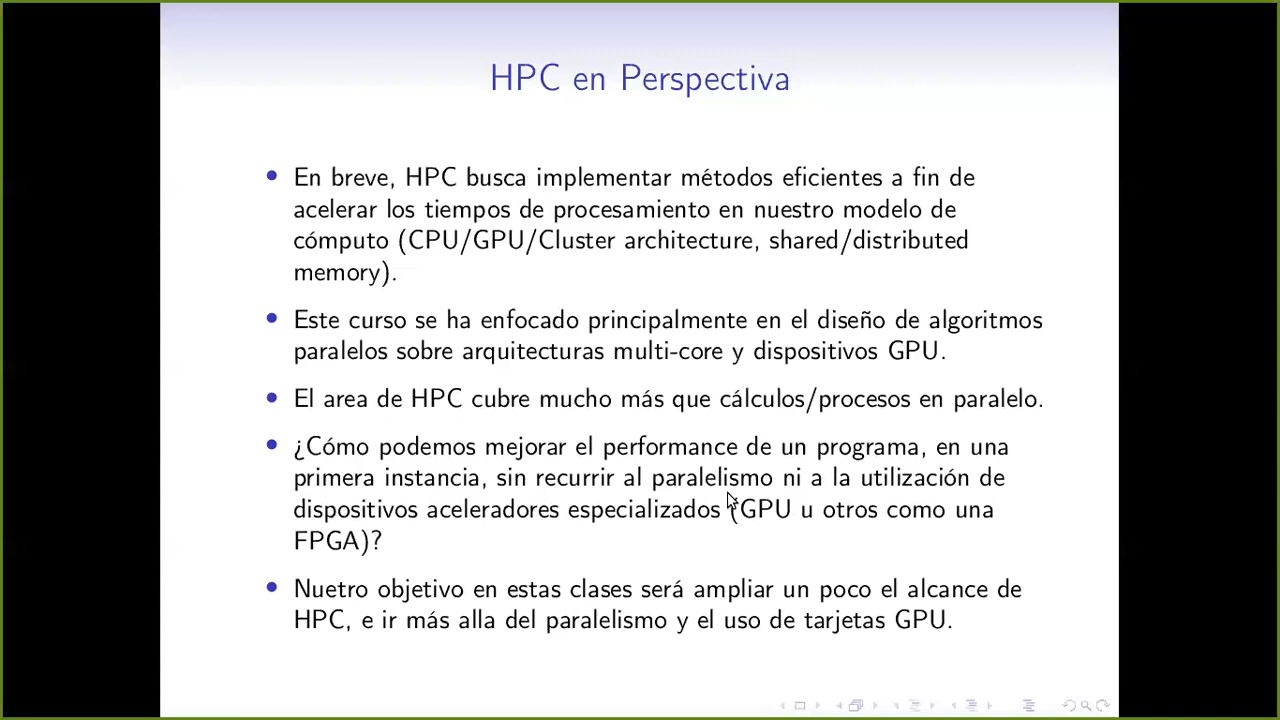 HPC en Perspectiva
• En breve, HPC busca implementar métodos eficientes a fin de
acelerar los tiempos de procesamiento en nuestro modelo de
cómputo (CPU/GPU/Cluster architecture, shared/distributed
memory).
• Este curso se ha enfocado principalmente en el diseño de algoritmos
paralelos sobre arquitecturas multi-core y dispositivos GPU.
• El area de HPC cubre mucho más que cálculos/procesos en paralelo.
• ¿Cómo podemos mejorar el performance de un programa, en una
primera instancia, sin recurrir al paralelismo ni a la utilización de
dispositivos aceleradores especializados (GPU u otros como una
FPGA)?
• Nuetro objetivo en estas clases será ampliar un poco el alcance de
HPC, e ir más alla del paralelismo y el uso de tarjetas GPU.